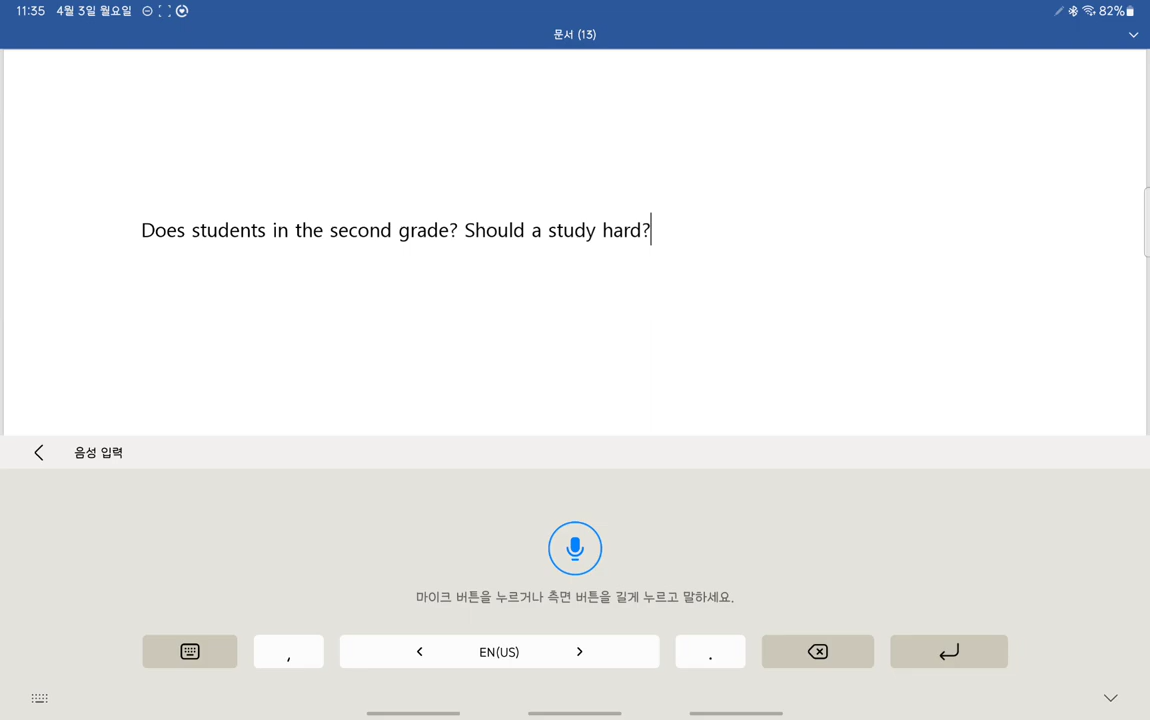 11:35 4월 3일 월요일
82%
문서 (13)
Does students in the second grade? Should a study hard?
음성 입력
마이크 버튼을 누르거나 측면 버튼을 길게 누르고 말하세요.
, < EN(US) > .